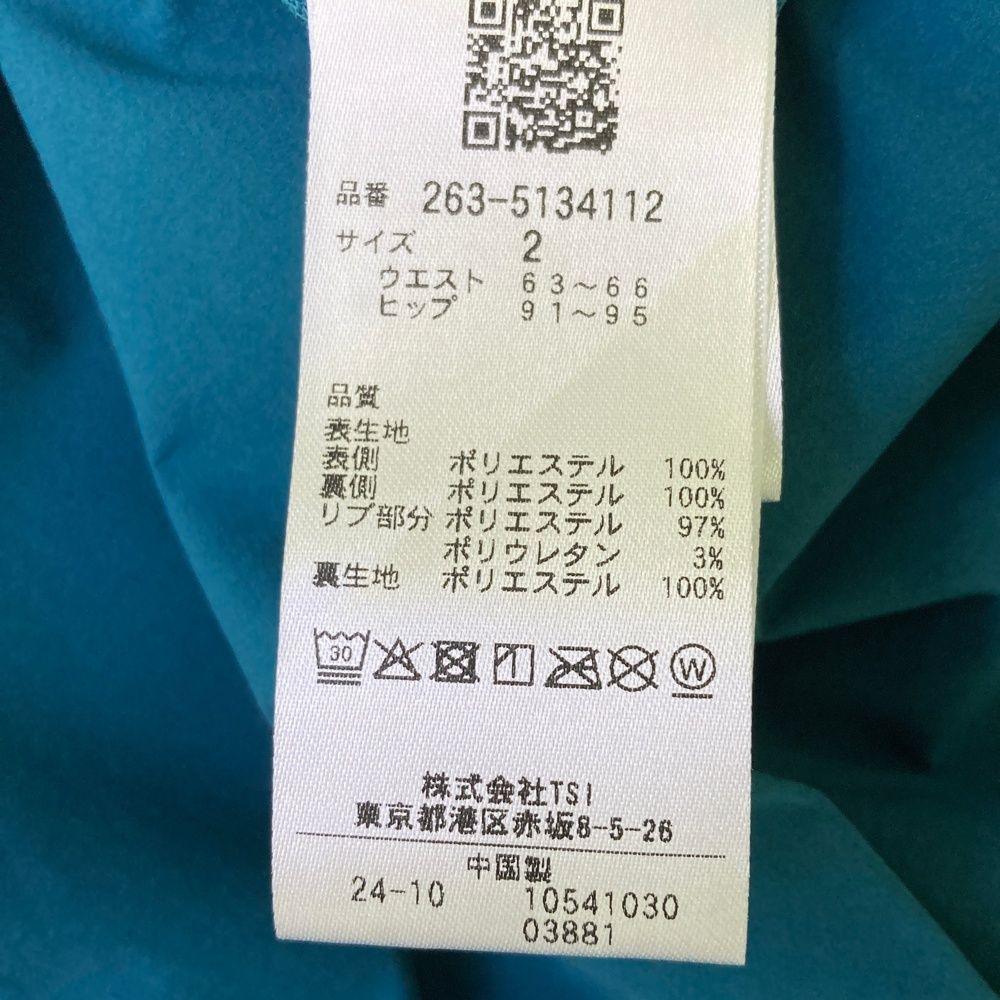 品番 263-5134112
サイズ 2
ウエスト 63～66
ヒップ 91～95
品質
表生地
表側 ポリエステル 100%
裏側 ポリエステル 100%
リブ部分 ポリエステル 97%
ポリウレタン 3%
裏生地 ポリエステル 100%
30 W
株式会社TSI
東京都港区赤坂8-5-26
中国製
24-10 10541030
03881